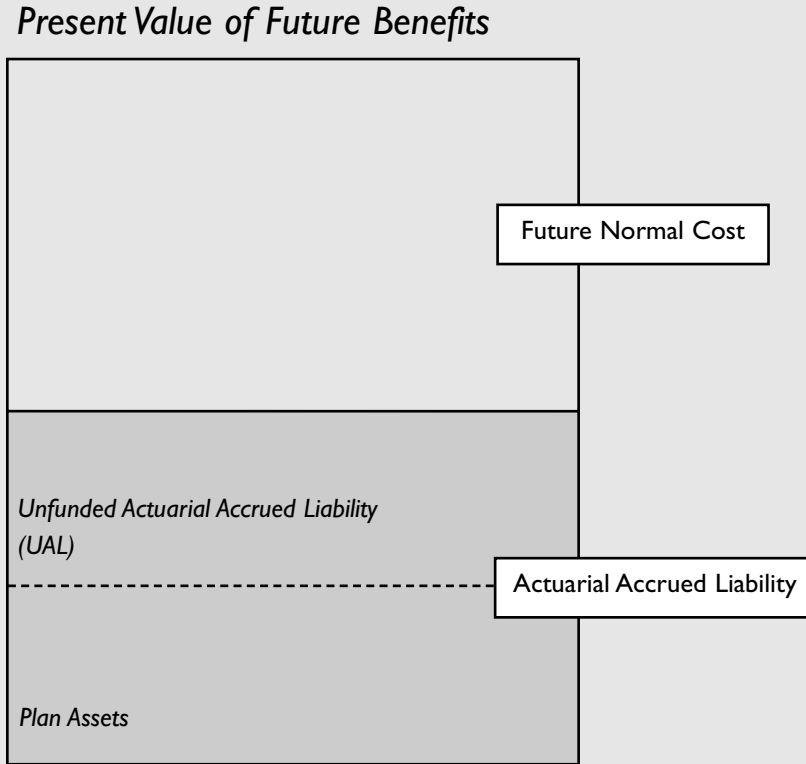 Present Value of Future Benefits
Future Normal Cost
Unfunded Actuarial Accrued Liability
(UAL)
Actuarial Accrued Liability
Plan Assets